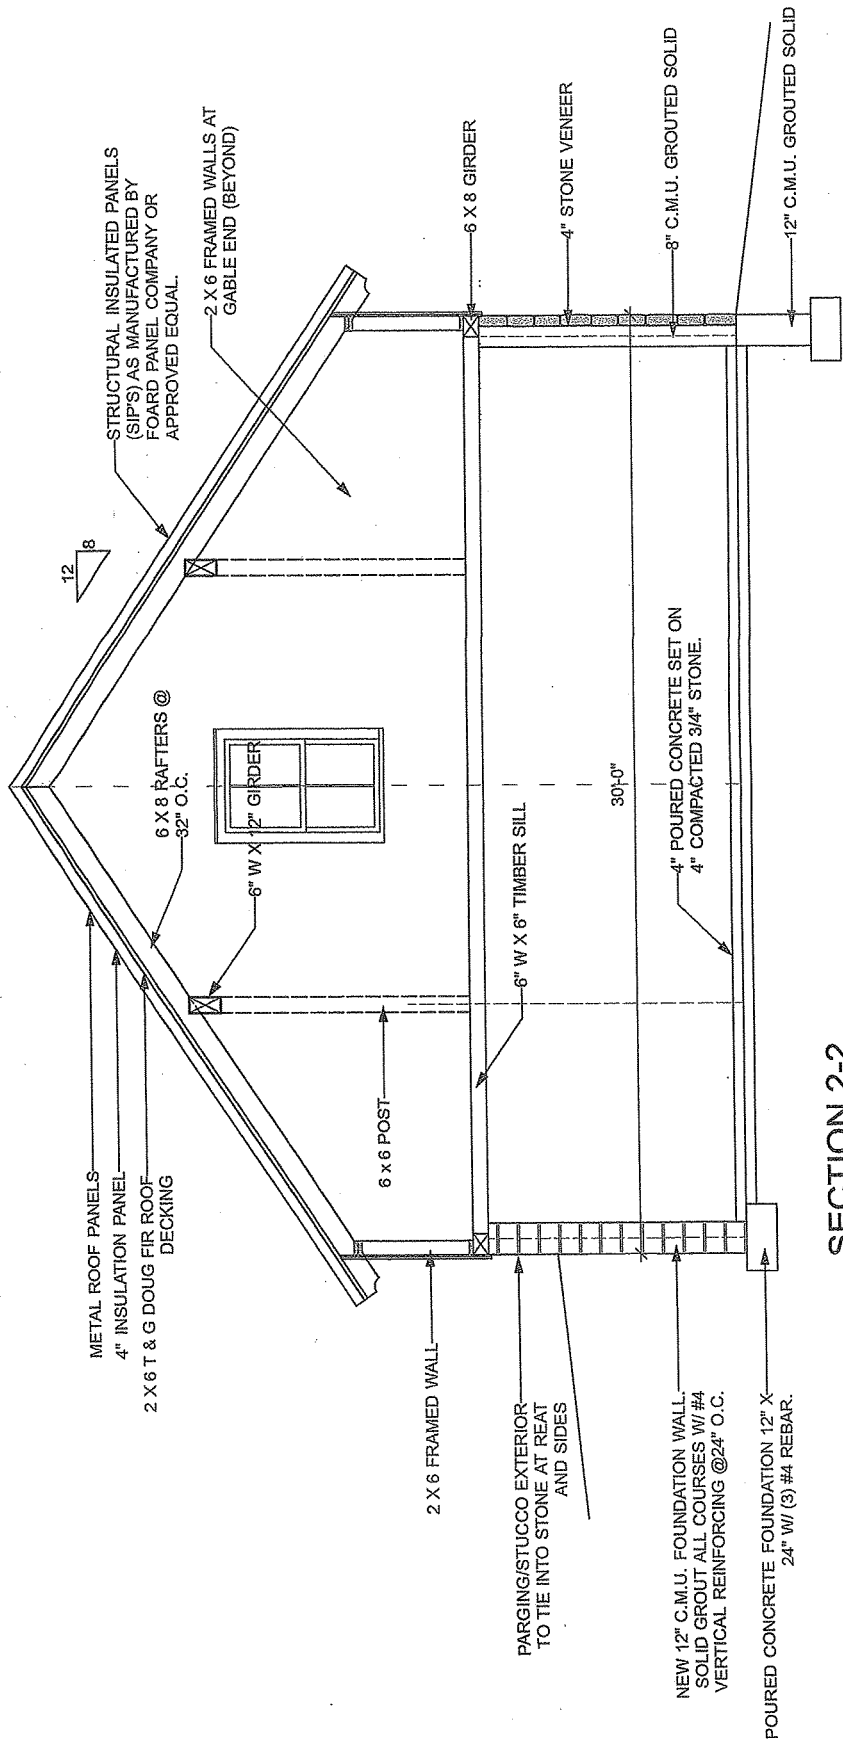 METAL ROOF PANELS
4" INSULATION PANEL
2 X 6 T & G DOUG FIR ROOF
DECKING
6 X 8 RAFTERS @
32" O.C.
6" W X 12" GIRDER
12
8
STRUCTURAL INSULATED PANELS
(SIP'S) AS MANUFACTURED BY
FOARD PANEL COMPANY OR
APPROVED EQUAL.
2 X 6 FRAMED WALLS AT
GABLE END (BEYOND)
6 x 6 POST
2 X 6 FRAMED WALL
6 X 8 GIRDER
PARGING/STUCCO EXTERIOR
TO TIE INTO STONE AT REAT
AND SIDES
6" W X 6" TIMBER SILL
4" STONE VENEER
30'-0"
8" C.M.U. GROUTED SOLID
NEW 12" C.M.U. FOUNDATION WALL.
SOLID GROUT ALL COURSES W/ #4
VERTICAL REINFORCING @24" O.C.
4" POURED CONCRETE SET ON
4" COMPACTED 3/4" STONE.
POURED CONCRETE FOUNDATION 12" X
24" W/ (3) #4 REBAR.
12" C.M.U. GROUTED SOLID
SECTION 2-2